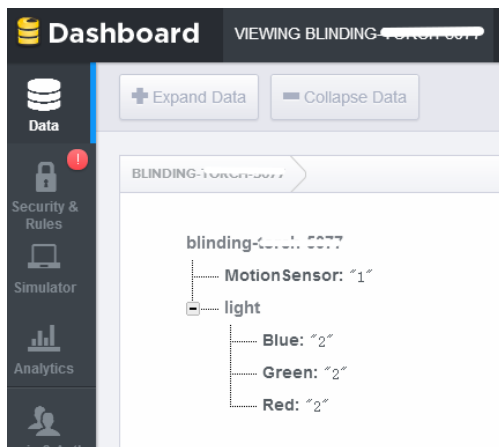 Dashboard
VIEWING BLINDING-
Data
Security &
Rules
Simulator
Analytics
Expand Data
Collapse Data
BLINDING-
blinding-
MotionSensor: "1"
light
Blue: "2"
Green: "2"
Red: "2"